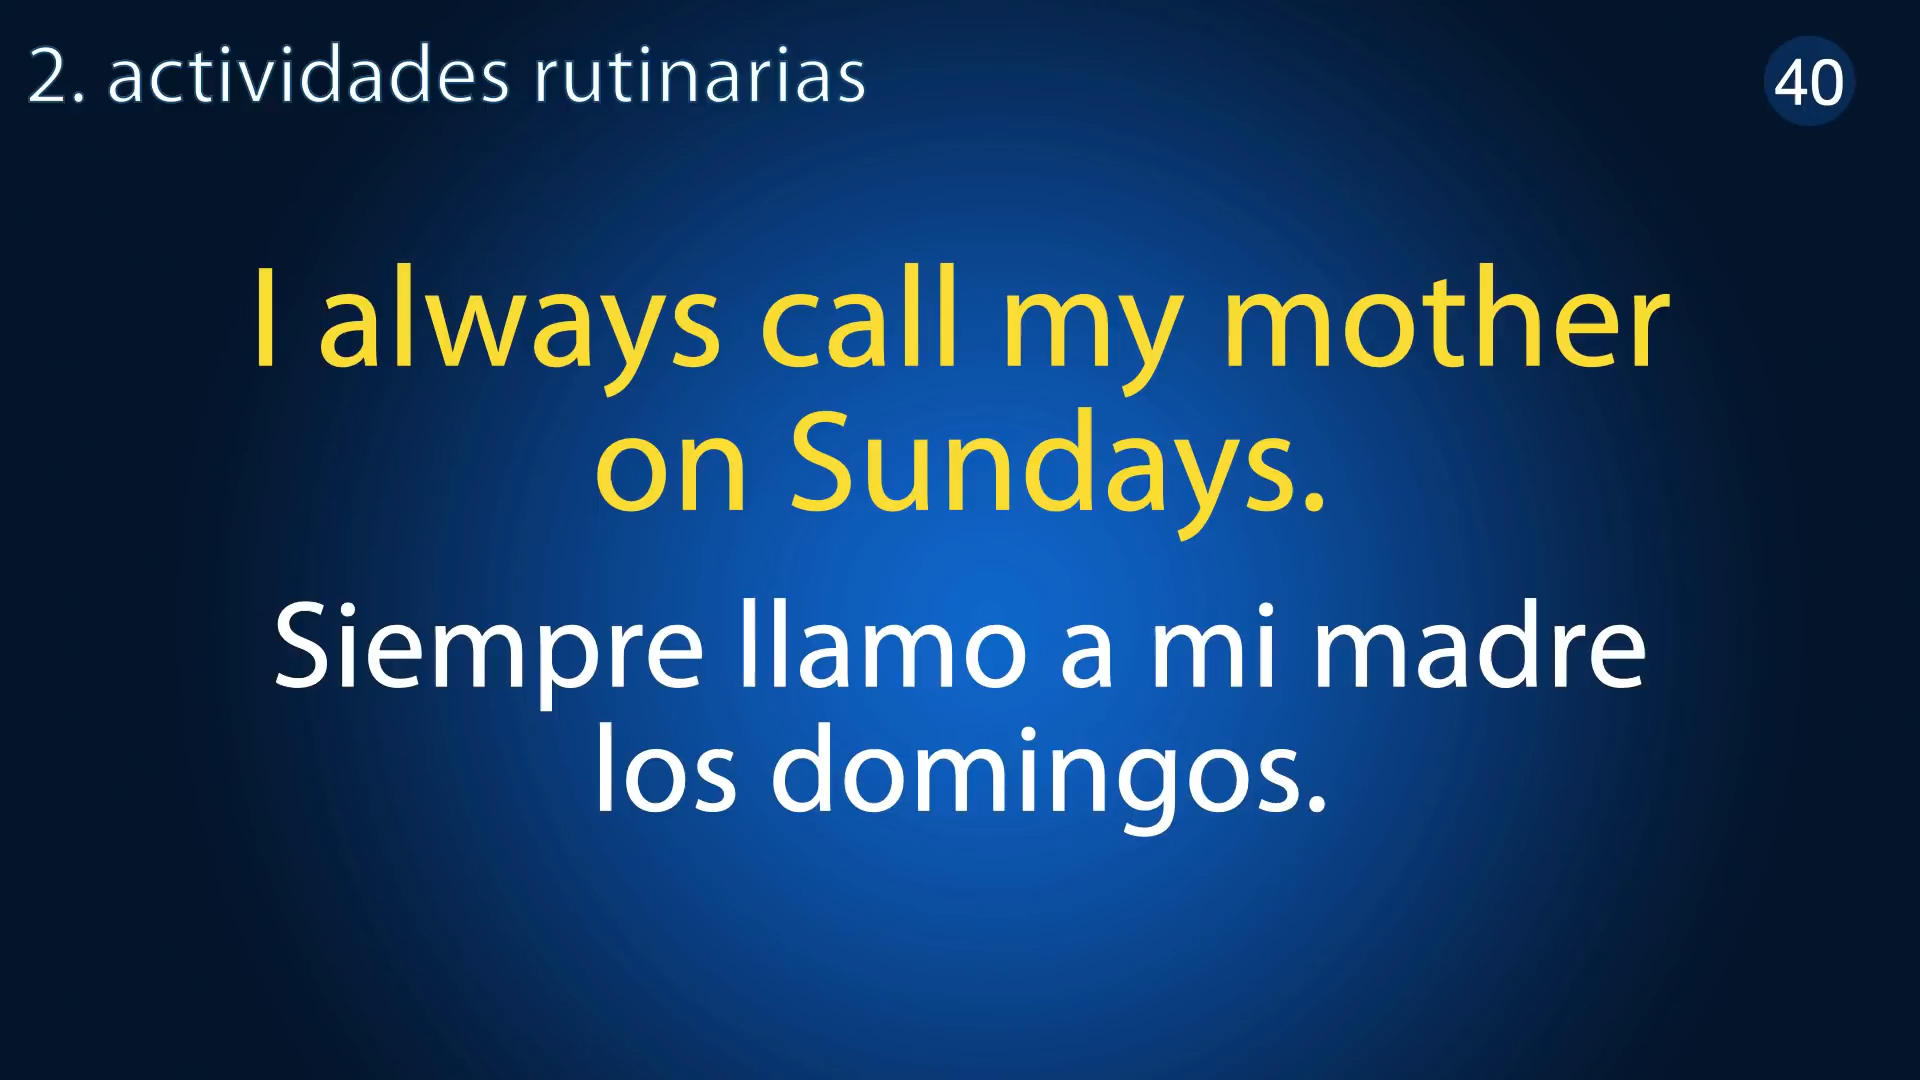 2. actividades rutinarias
40
I always call my mother
on Sundays.
Siempre llamo a mi madre
los domingos.